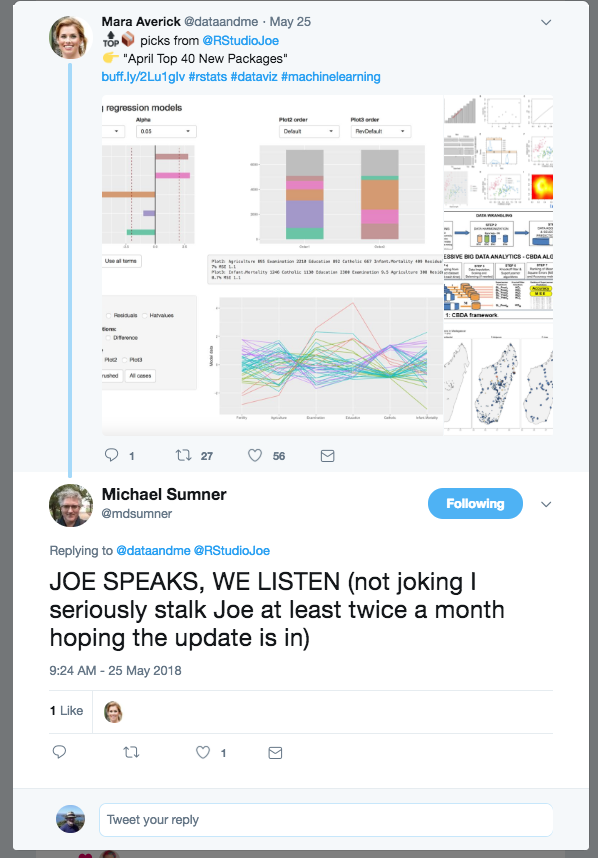 Mara Averick @dataandme · May 25
TOP picks from @RStudioJoe
"April Top 40 New Packages"
buff.ly/2Lu1glv #rstats #dataviz #machinelearning
regression models
Alpha
0.05
Plot2 order
Plot3 order
Default
RevDefault
Use all terms
Residuals Hatvalues
Difference
Plot2 Plot3
All cases
DATA WRANGLING
BIG DATA ANALYTICS - CBDA
1: CBDA framework
1 27 56
Michael Sumner
@mdsumner
Following
Replying to @dataandme @RStudioJoe
JOE SPEAKS, WE LISTEN (not joking I
seriously stalk Joe at least twice a month
hoping the update is in)
9:24 AM - 25 May 2018
1 Like
1
Tweet your reply